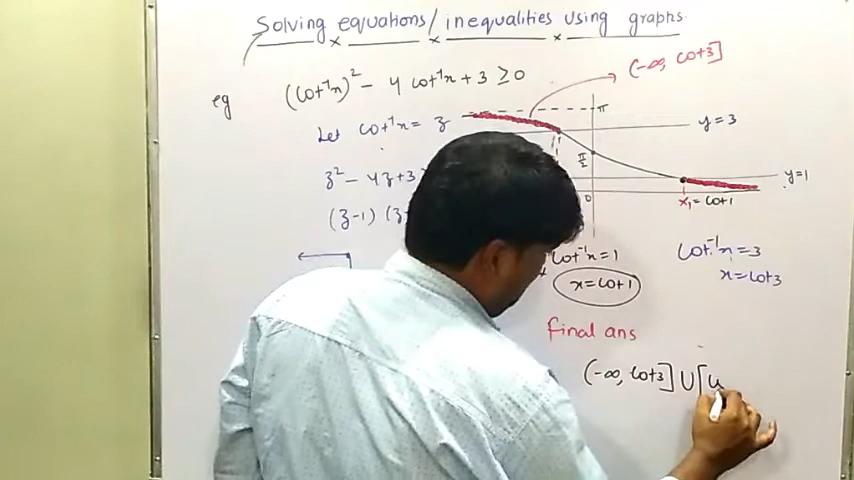 Solving equations/inequalities using graphs
eg (cot⁻¹x)² - 4 cot⁻¹x + 3 ≥ 0
(-∞, cot3]
Let cot⁻¹x = z
π
y = 3
z² - 4z + 3
π/2
y = 1
(z-1) (z-
0
x₁ = cot1
cot⁻¹x = 1
x = cot1
cot⁻¹x = 3
x = cot3
final ans
(-∞, cot3] ∪ [